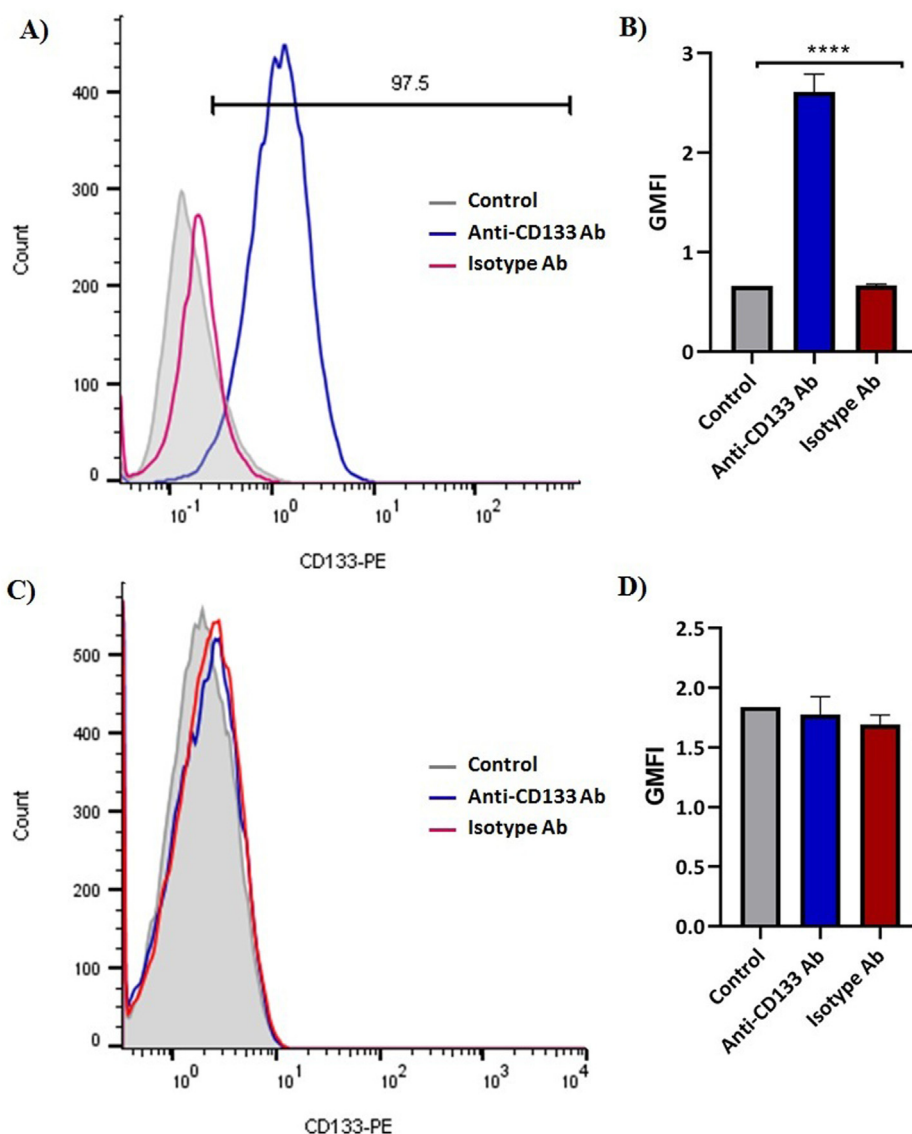 A)
400
300
200
100
0
Count
97.5
Control
Anti-CD133 Ab
Isotype Ab
10-1
100
101
102
CD133-PE
B)
****
3
2
1
0
GMFI
Control
Anti-CD133 Ab
Isotype Ab
C)
500
400
300
200
100
0
Count
Control
Anti-CD133 Ab
Isotype Ab
100
101
102
103
104
CD133-PE
D)
2.5
2.0
1.5
1.0
0.5
0.0
GMFI
Control
Anti-CD133 Ab
Isotype Ab